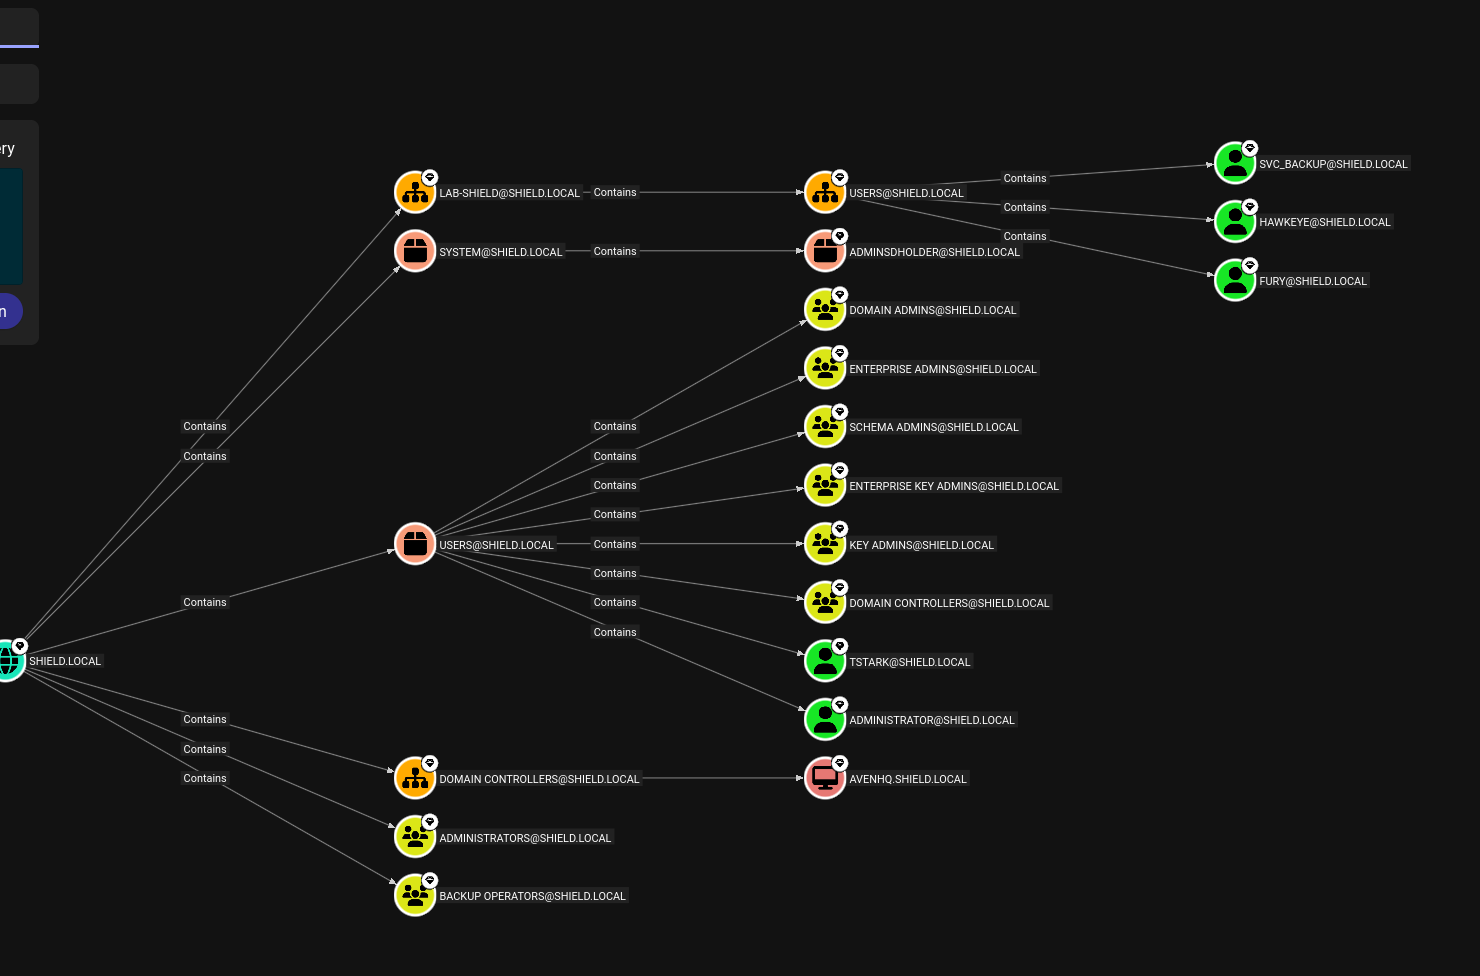 ery
n
SVC_BACKUP@SHIELD.LOCAL
Contains
LAB-SHIELD@SHIELD.LOCAL
Contains
USERS@SHIELD.LOCAL
Contains
HAWKEYE@SHIELD.LOCAL
Contains
SYSTEM@SHIELD.LOCAL
Contains
ADMINSDHOLDER@SHIELD.LOCAL
FURY@SHIELD.LOCAL
DOMAIN ADMINS@SHIELD.LOCAL
ENTERPRISE ADMINS@SHIELD.LOCAL
Contains
Contains
SCHEMA ADMINS@SHIELD.LOCAL
Contains
Contains
Contains
ENTERPRISE KEY ADMINS@SHIELD.LOCAL
Contains
USERS@SHIELD.LOCAL
Contains
KEY ADMINS@SHIELD.LOCAL
Contains
Contains
Contains
DOMAIN CONTROLLERS@SHIELD.LOCAL
Contains
SHIELD.LOCAL
TSTARK@SHIELD.LOCAL
Contains
ADMINISTRATOR@SHIELD.LOCAL
Contains
Contains
DOMAIN CONTROLLERS@SHIELD.LOCAL
AVENHQ.SHIELD.LOCAL
ADMINISTRATORS@SHIELD.LOCAL
BACKUP OPERATORS@SHIELD.LOCAL